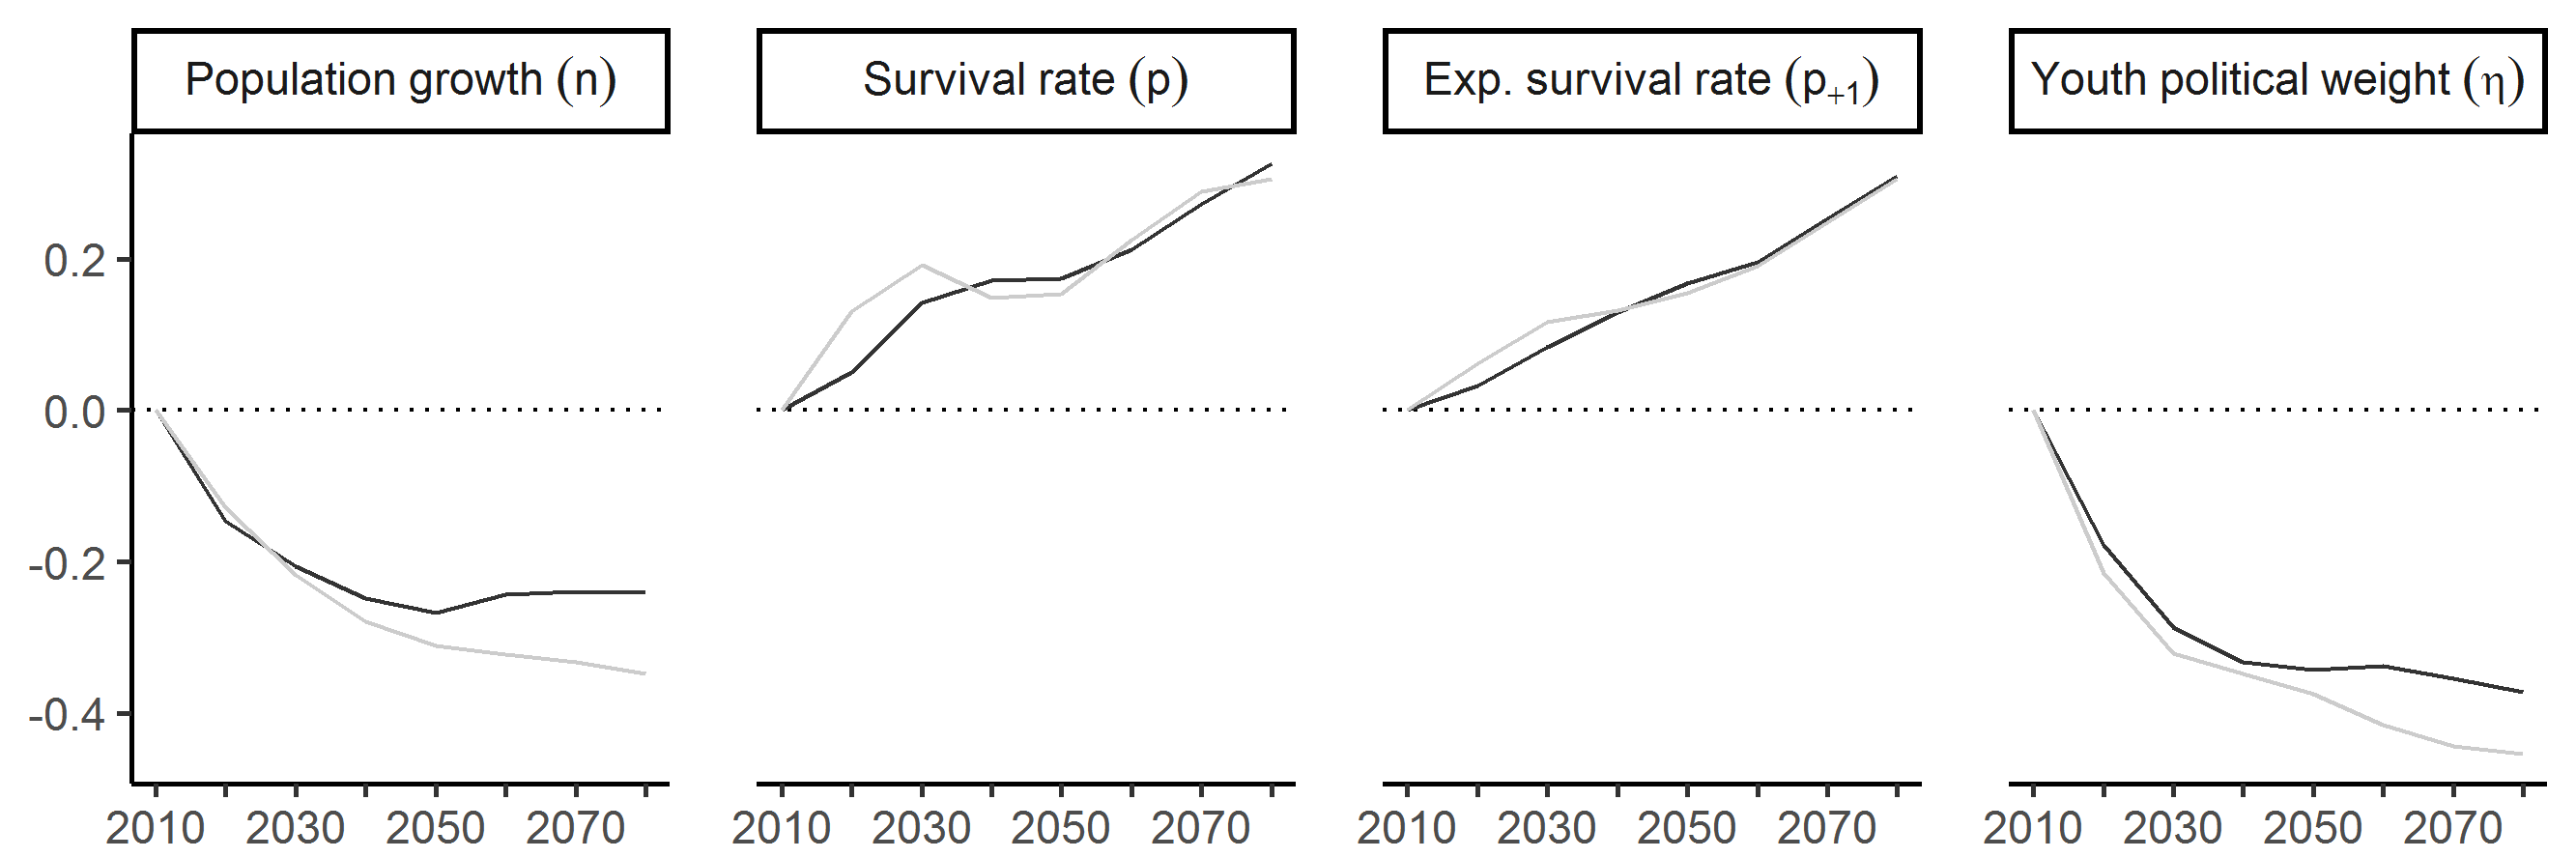 Population growth (n)
Survival rate (p)
Exp. survival rate (p+1)
Youth political weight (η)
0.2
0.0
-0.2
-0.4
2010 2030 2050 2070
2010 2030 2050 2070
2010 2030 2050 2070
2010 2030 2050 2070